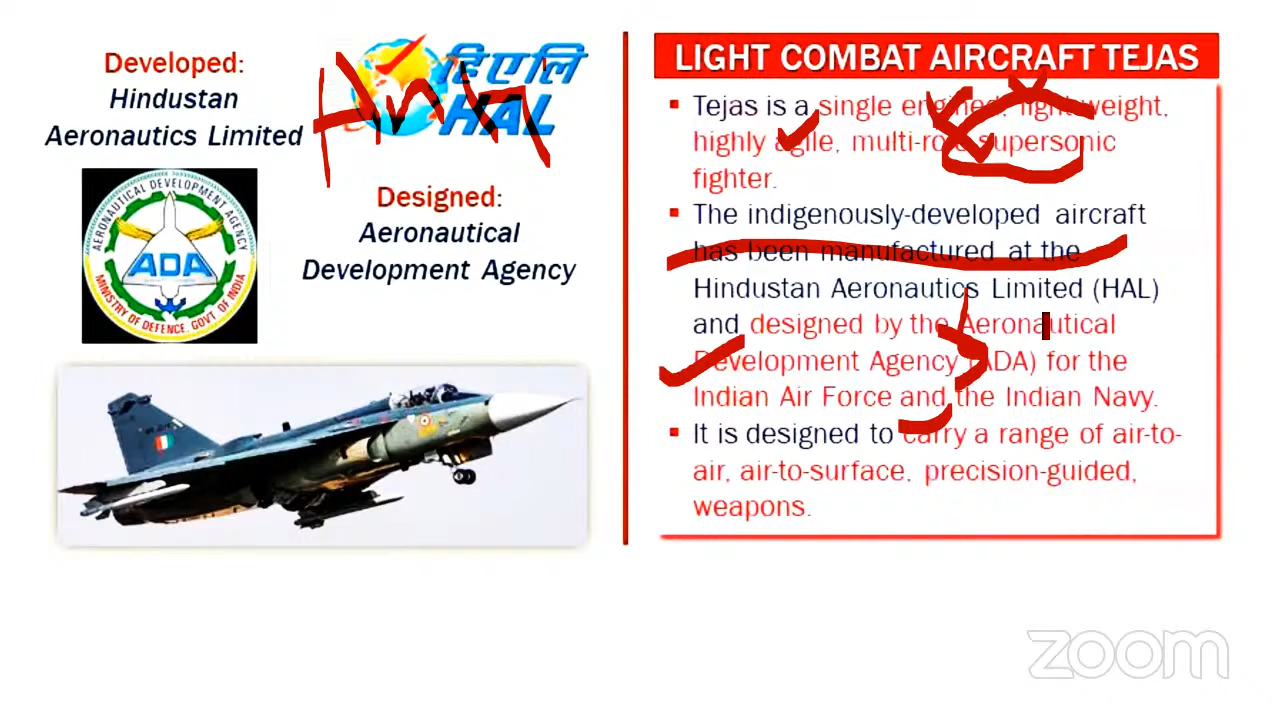 Developed:
Hindustan
Aeronautics Limited
हिएलि
HAL
AERONAUTICAL DEVELOPMENT AGENCY
ADA
MINISTRY OF DEFENCE, GOVT. OF INDIA
Designed:
Aeronautical
Development Agency
LIGHT COMBAT AIRCRAFT TEJAS
▪ Tejas is a single engined, lightweight,
highly agile, multi-role supersonic
fighter.
▪ The indigenously-developed aircraft
has been manufactured at the
Hindustan Aeronautics Limited (HAL)
and designed by the Aeronautical
Development Agency (ADA) for the
Indian Air Force and the Indian Navy.
▪ It is designed to carry a range of air-to-
air, air-to-surface, precision-guided,
weapons.
zoom